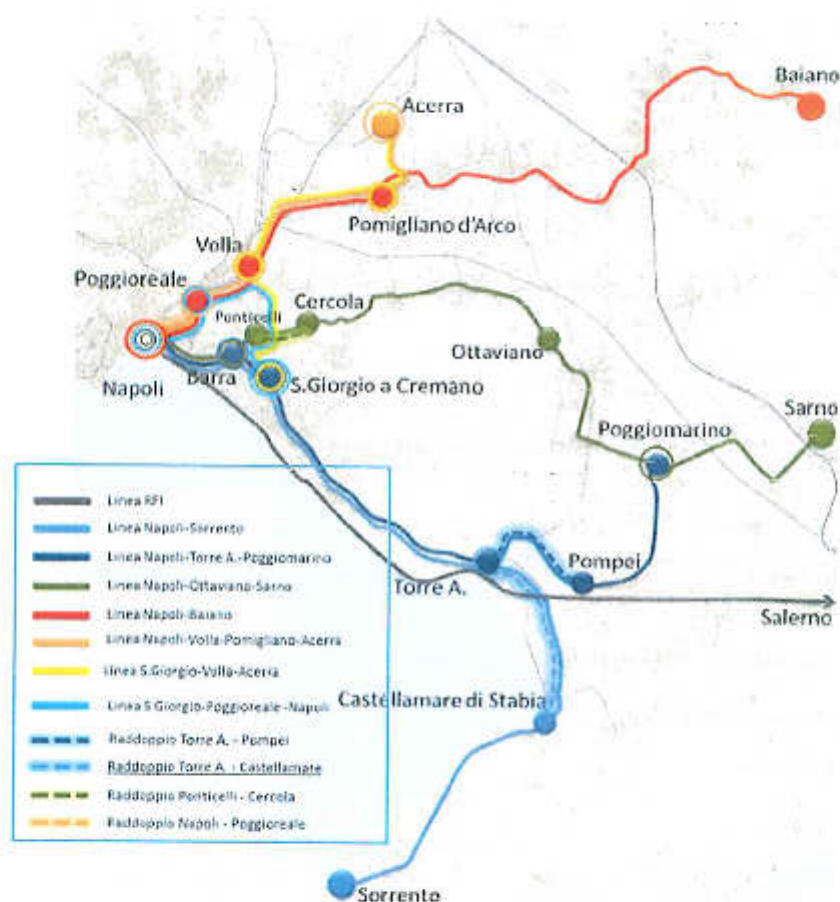 Baiano
Acerra
Pomigliano d'Arco
Volla
Poggioreale
Ponticelli
Cercola
Napoli
Barra
S.Giorgio a Cremano
Ottaviano
Poggiomarino
Sarno
Torre A.
Pompei
Salerno
Castellamare di Stabia
Sorrento
Linea RFI
Linea Napoli-Sorrento
Linea Napoli-Torre A.-Poggiomarino
Linea Napoli-Ottaviana-Sarno
Linea Napoli-Baiano
Linea Napoli-Volla-Pomigliano-Acerra
Linea S.Giorgio-Volla-Acerra
Linea S.Giorgio-Poggioreale-Napoli
Raddoppio Torre A. - Pompei
Raddoppio Torre A. - Castellamate
Raddoppio Ponticelli - Cercola
Raddoppio Napoli - Poggioreale